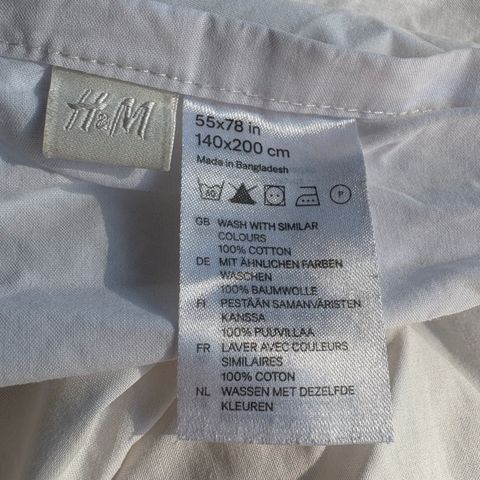 H&M
55x78 in
140x200 cm
Made in Bangladesh
P
GB WASH WITH SIMILAR
COLOURS
100% COTTON
DE MIT ÄHNLICHEN FARBEN
WASCHEN
100% BAUMWOLLE
FI PESTÄÄN SAMANVÄRISTEN
KANSSA
100% PUUVILLAA
FR LAVER AVEC COULEURS
SIMILAIRES
100% COTON
NL WASSEN MET DEZELFDE
KLEUREN